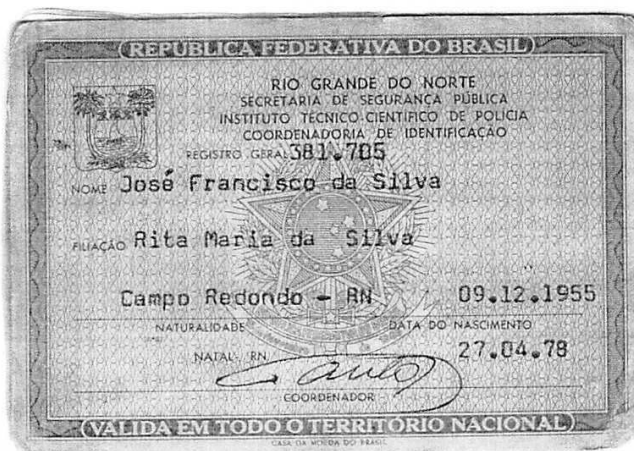 (REPÚBLICA FEDERATIVA DO BRASIL)
RIO GRANDE DO NORTE
SECRETARIA DE SEGURANÇA PÚBLICA
INSTITUTO TÉCNICO-CIENTÍFICO DE POLÍCIA
COORDENADORIA DE IDENTIFICAÇÃO
REGISTRO GERAL 381.705
NOME José Francisco da Silva
FILIAÇÃO Rita Maria da Silva
Campo Redondo - RN 09.12.1955
NATURALIDADE DATA DO NASCIMENTO
NATAL- RN 27.04.78
COORDENADOR
(VÁLIDA EM TODO O TERRITÓRIO NACIONAL)
CASA DA MOEDA DO BRASIL